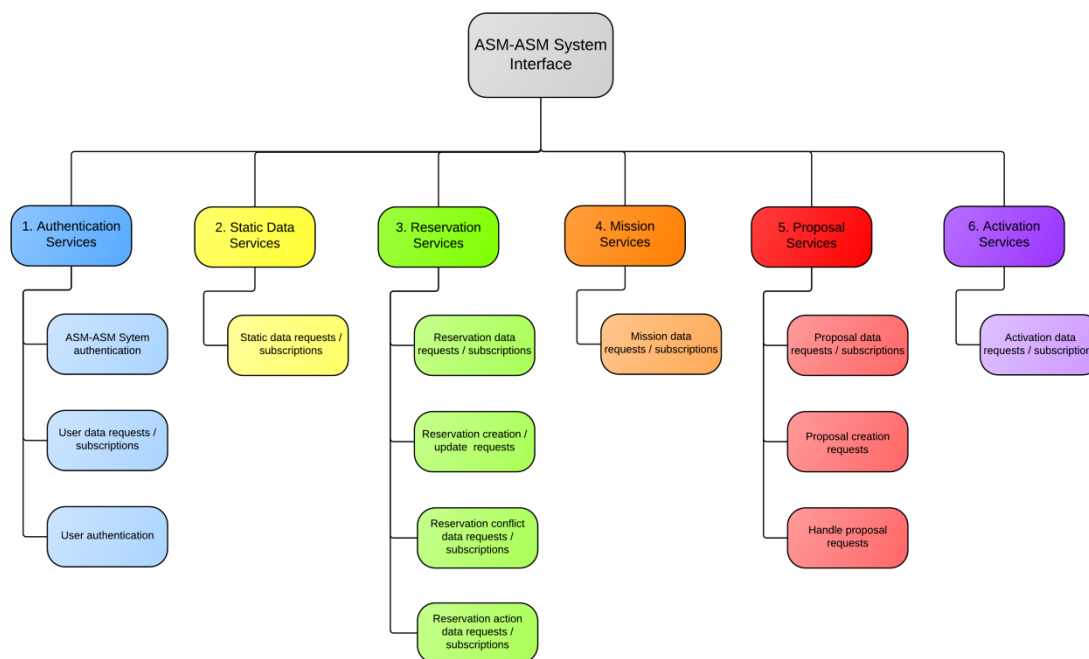 ASM-ASM System
Interface
1. Authentication
Services
2. Static Data
Services
3. Reservation
Services
4. Mission
Services
5. Proposal
Services
6. Activation
Services
ASM-ASM Sytem
authentication
User data requests /
subscriptions
User authentication
Static data requests /
subscriptions
Reservation data
requests / subscriptions
Reservation creation /
update requests
Reservation conflict
data requests /
subscriptions
Reservation action
data requests /
subscriptions
Mission data
requests / subscriptions
Proposal data
requests / subscriptions
Proposal creation
requests
Handle proposal
requests
Activation data
requests / subscription